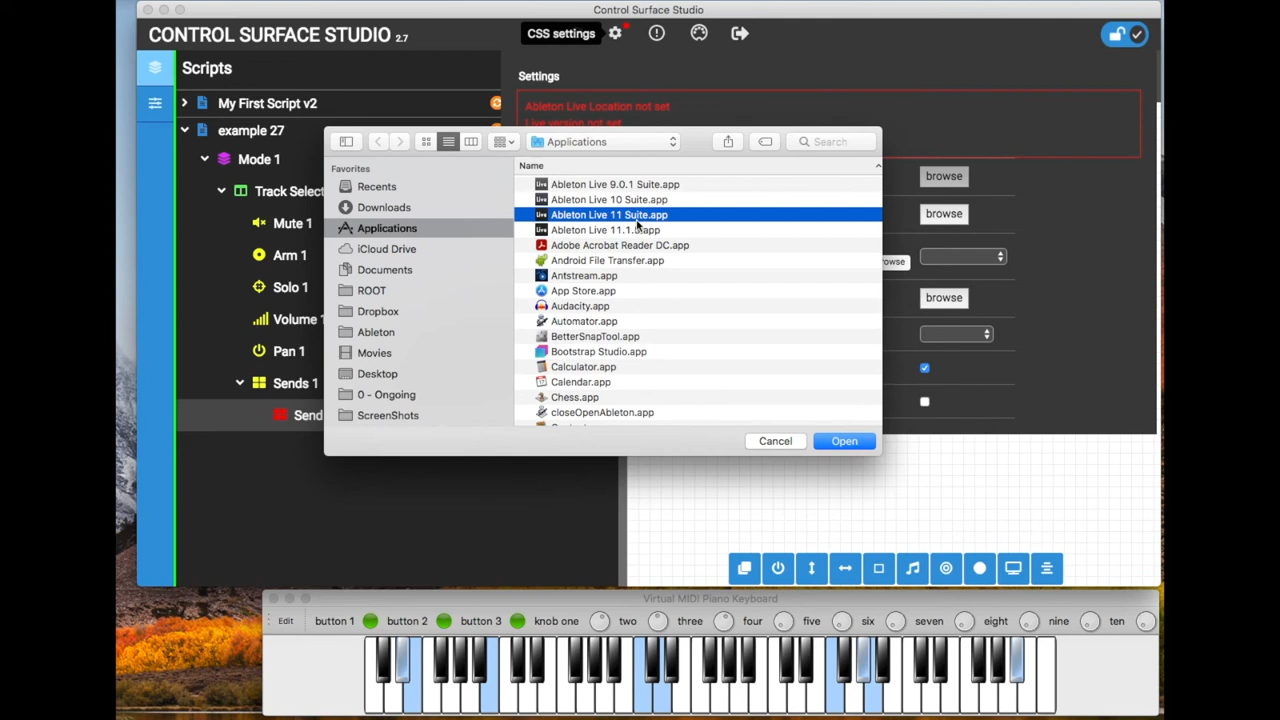 Control Surface Studio
CONTROL SURFACE STUDIO 2.7
CSS settings
Scripts
My First Script v2
example 27
Mode 1
Track Select
Mute 1
Arm 1
Solo 1
Volume 1
Pan 1
Sends 1
Send
Settings
Ableton Live Location not set
Live version not set
Applications
Search
Favorites
Recents
Downloads
Applications
iCloud Drive
Documents
ROOT
Dropbox
Ableton
Movies
Desktop
0 - Ongoing
ScreenShots
Name
Ableton Live 9.0.1 Suite.app
Ableton Live 10 Suite.app
Ableton Live 11 Suite.app
Adobe Acrobat Reader DC.app
Android File Transfer.app
Antstream.app
App Store.app
Audacity.app
Automator.app
BetterSnapTool.app
Bootstrap Studio.app
Calculator.app
Calendar.app
Chess.app
closeOpenAbleton.app
Cancel
Open
browse
browse
rowse
browse
Virtual MIDI Piano Keyboard
Edit
button 1
button 2
button 3
knob one
two
three
four
five
six
seven
eight
nine
ten